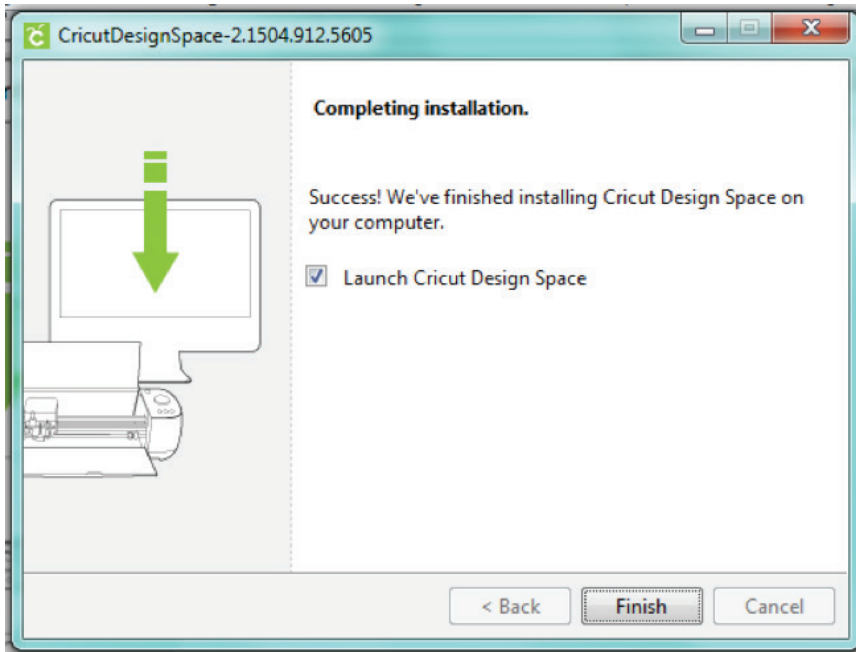 CricutDesignSpace-2.1504.912.5605
Completing installation.
Success! We've finished installing Cricut Design Space on
your computer.
Launch Cricut Design Space
< Back
Finish
Cancel